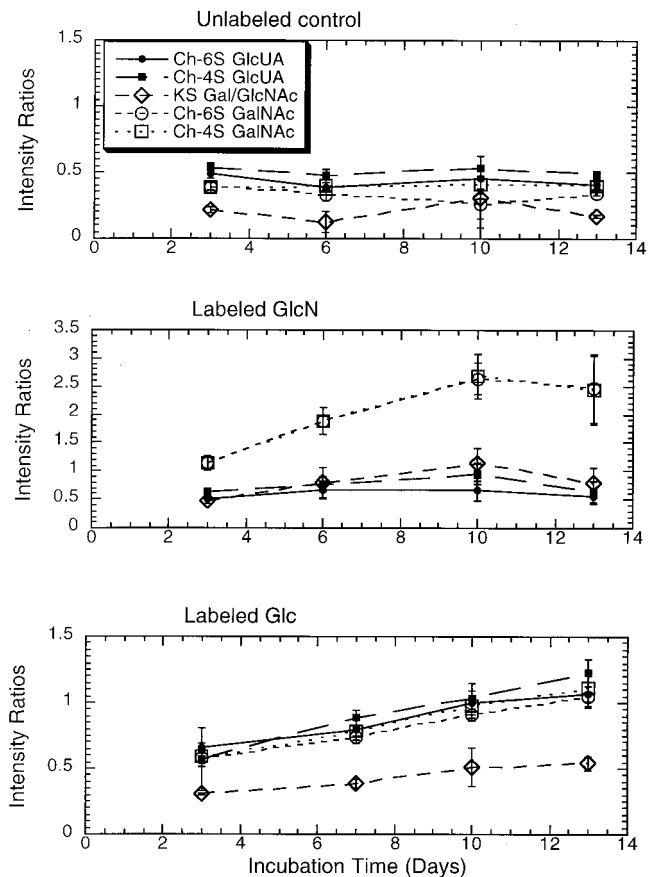 Unlabeled control
Intensity Ratios
1.5
1
0.5
0
Ch-6S GlcUA
Ch-4S GlcUA
KS Gal/GlcNAc
Ch-6S GalNAc
Ch-4S GalNAc
0 2 4 6 8 10 12 14
Labeled GlcN
Intensity Ratios
3.5
3
2.5
2
1.5
1
0.5
0
0 2 4 6 8 10 12 14
Labeled Glc
Intensity Ratios
1.5
1
0.5
0
0 2 4 6 8 10 12 14
Incubation Time (Days)